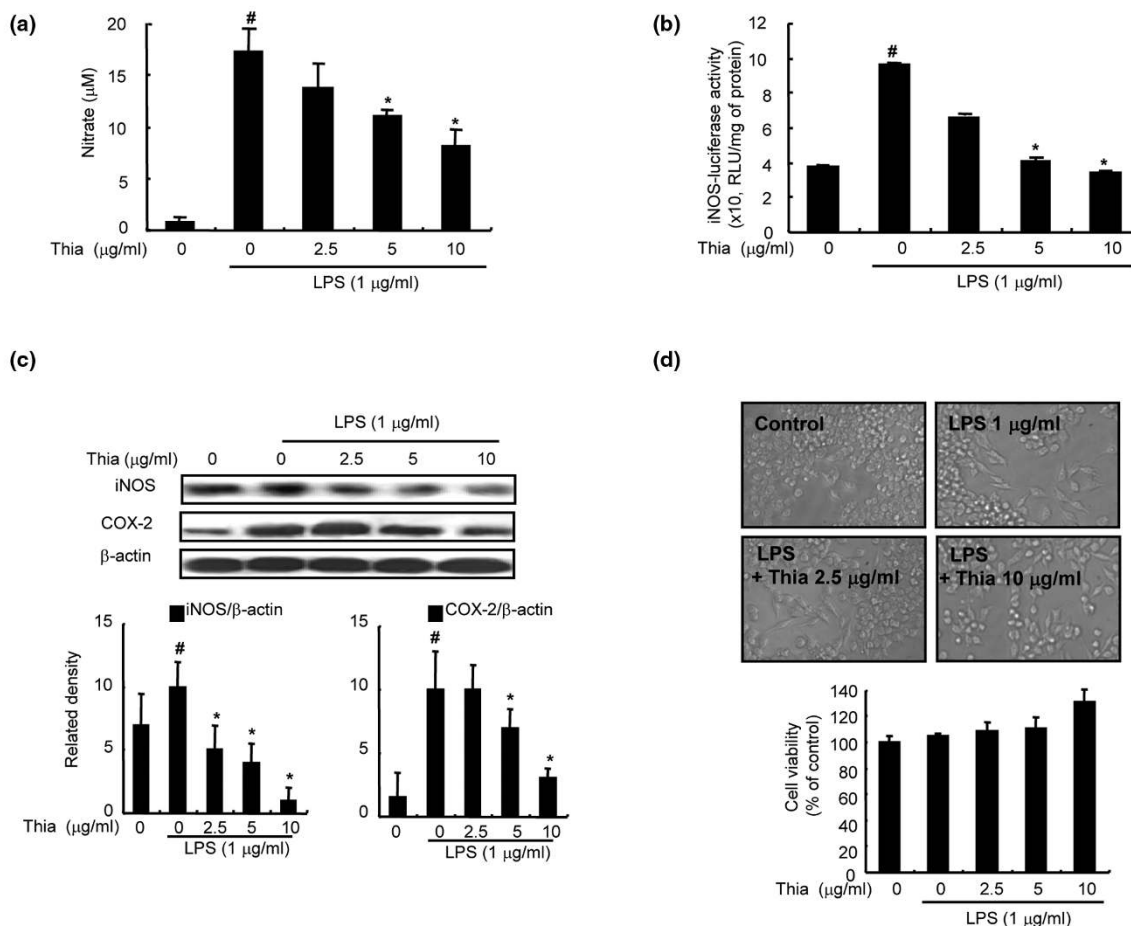 (a)
Nitrate (μM)
20
15
10
5
0
#
*
*
Thia (μg/ml) 0 0 2.5 5 10
LPS (1 μg/ml)
(b)
iNOS-luciferase activity
(x10, RLU/mg of protein)
12
10
8
6
4
2
0
#
*
*
Thia (μg/ml) 0 0 2.5 5 10
LPS (1 μg/ml)
(c)
LPS (1 μg/ml)
Thia (μg/ml) 0 0 2.5 5 10
iNOS
COX-2
β-actin
iNOS/β-actin
Related density
15
10
5
0
#
*
*
*
Thia (μg/ml) 0 0 2.5 5 10
LPS (1 μg/ml)
COX-2/β-actin
15
10
5
0
#
*
*
0 0 2.5 5 10
LPS (1 μg/ml)
(d)
Control
LPS 1 μg/ml
LPS
+ Thia 2.5 μg/ml
LPS
+ Thia 10 μg/ml
Cell viability
(% of control)
140
120
100
80
60
40
20
0
Thia (μg/ml) 0 0 2.5 5 10
LPS (1 μg/ml)